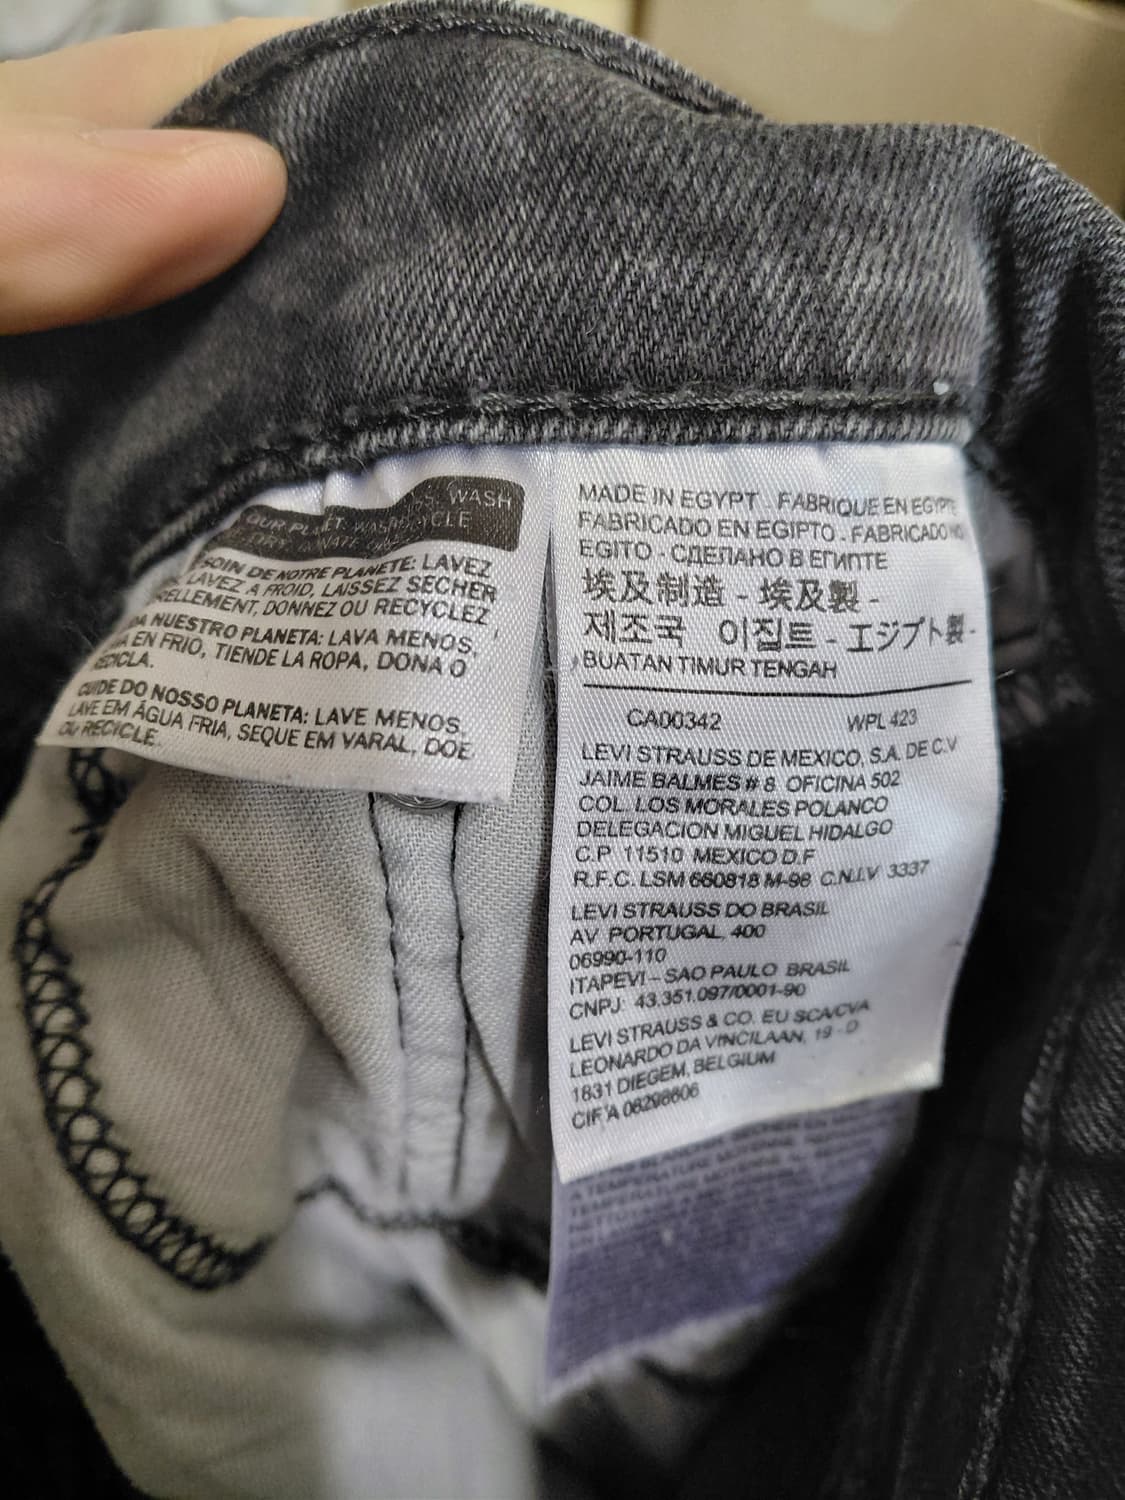 WASH
OUR PLANET: WASH
CYCLE
SOIN DE NOTRE PLANÈTE: LAVEZ
LAVEZ À FROID, LAISSEZ SÉCHER
DONNEZ OU RECYCLEZ
NUESTRO PLANETA: LAVA MENOS,
EN FRIO, TIENDE LA ROPA, DONA O
RECICLA.
CUIDE DO NOSSO PLANETA: LAVE MENOS,
LAVE EM ÁGUA FRIA, SEQUE EM VARAL, DOE
OU RECICLE.
MADE IN EGYPT . FABRIQUE EN EGYPTE
FABRICADO EN EGIPTO . FABRICADO NO
EGITO - СДЕЛАНО В ЕГИПТЕ
埃及制造 - 埃及製 -
제조국 이집트 - エジプト製 -
BUATAN TIMUR TENGAH
CA00342 WPL 423
LEVI STRAUSS DE MEXICO, S.A. DE C.V
JAIME BALMES # 8 OFICINA 502
COL. LOS MORALES POLANCO
DELEGACION MIGUEL HIDALGO
C.P 11510 MEXICO D.F
R.F.C. LSM 660818 M-98 C.N.I.V 3337
LEVI STRAUSS DO BRASIL
AV PORTUGAL, 400
06990-110
ITAPEVI – SAO PAULO BRASIL
CNPJ: 43.351.097/0001-90
LEVI STRAUSS & CO. EU SCA/CVA
LEONARDO DA VINCILAAN, 19 - D
1831 DIEGEM, BELGIUM
CIF'A 08298606
A TEMPERATURE MOYENNE